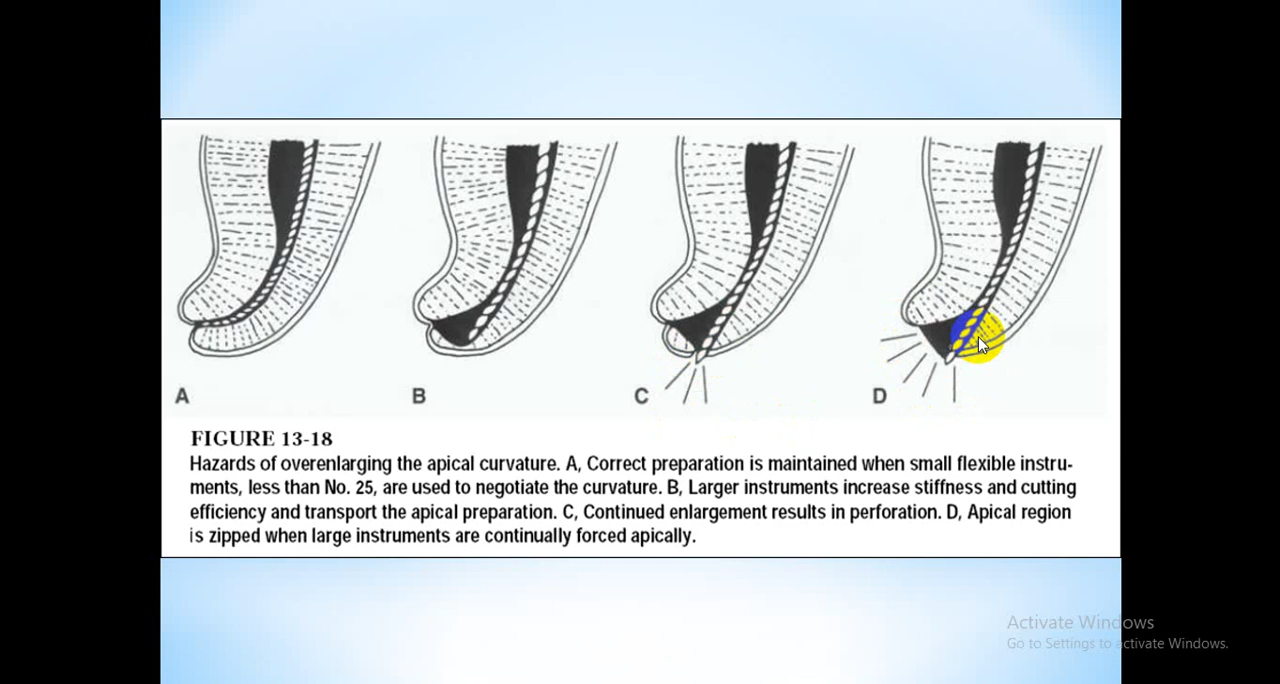 A
B
C
D
FIGURE 13-18
Hazards of overenlarging the apical curvature. A, Correct preparation is maintained when small flexible instru-
ments, less than No. 25, are used to negotiate the curvature. B, Larger instruments increase stiffness and cutting
efficiency and transport the apical preparation. C, Continued enlargement results in perforation. D, Apical region
is zipped when large instruments are continually forced apically.
Activate Windows
Go to Settings to activate Windows.